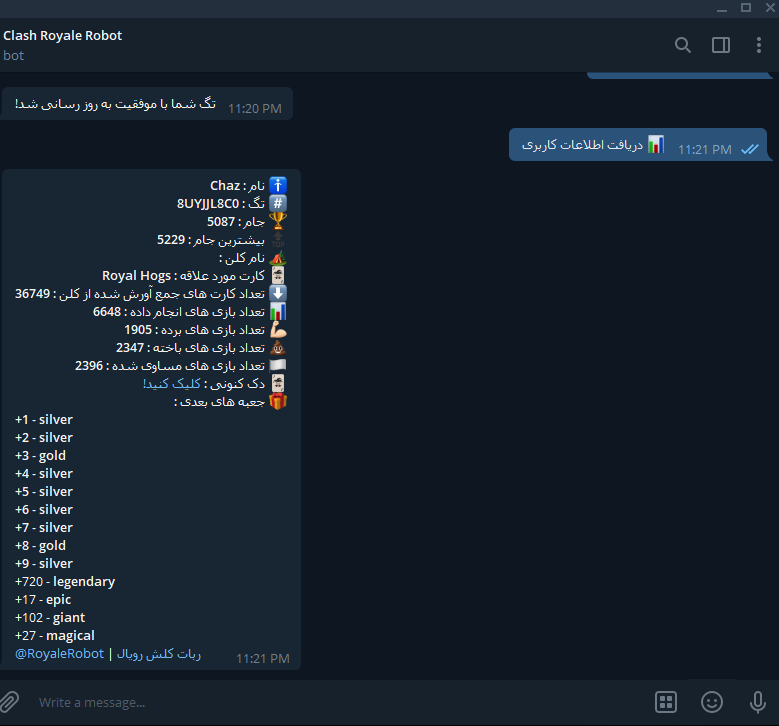 Clash Royale Robot
bot
تگ شما با موفقیت به روز رسانی شد!
11:20 PM
دریافت اطلاعات کاربری
11:21 PM
نام : Chaz
تگ : 8UYJJL8C0
جام : 5087
بیشترین جام : 5229
نام کلن :
کارت مورد علاقه : Royal Hogs
تعداد کارت های جمع آورش شده از کلن : 36749
تعداد بازی های انجام داده : 6648
تعداد بازی های برده : 1905
تعداد بازی های باخته : 2347
تعداد بازی های مساوی شده : 2396
دک کنونی : کلیک کنید!
جعبه های بعدی :
+1 - silver
+2 - silver
+3 - gold
+4 - silver
+5 - silver
+6 - silver
+7 - silver
+8 - gold
+9 - silver
+720 - legendary
+17 - epic
+102 - giant
+27 - magical
@RoyaleRobot | ربات کلش رویال
11:21 PM
Write a message...